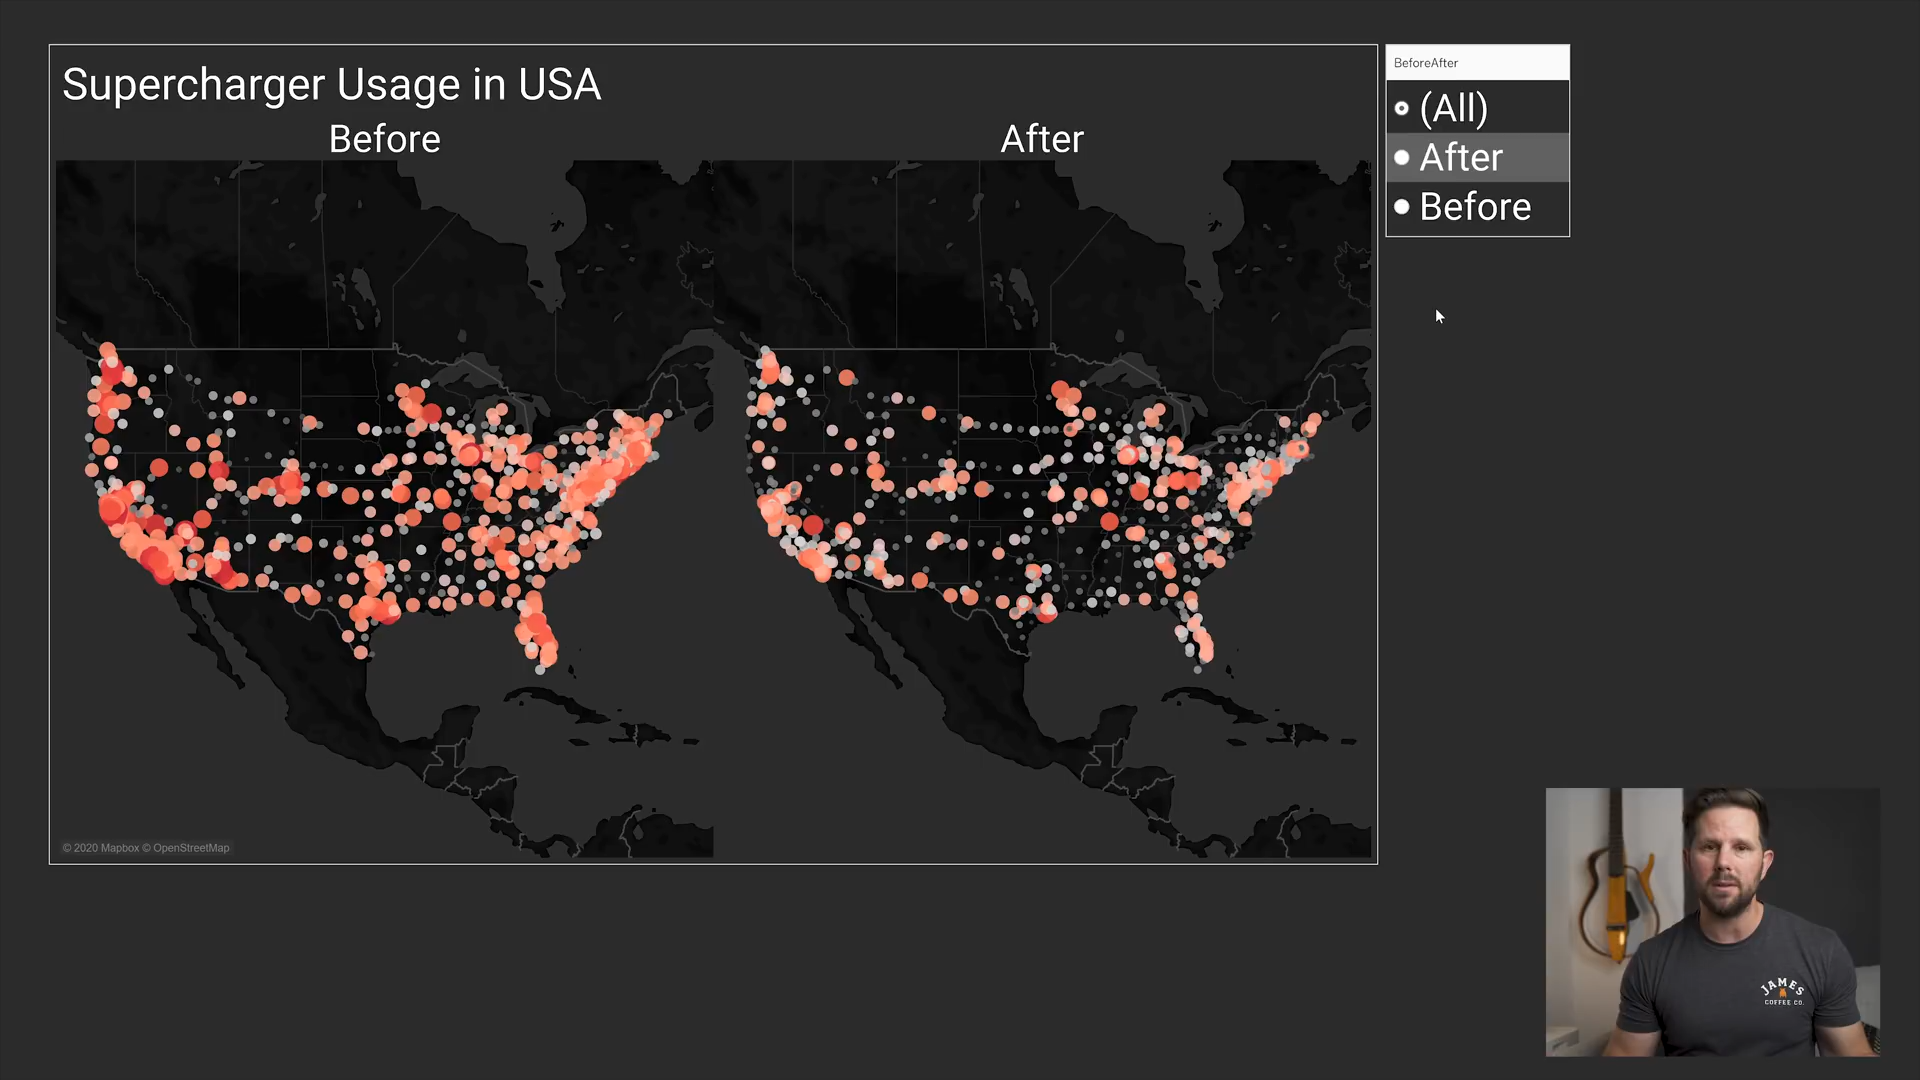 Supercharger Usage in USA
Before
After
© 2020 Mapbox © OpenStreetMap
BeforeAfter
(All)
After
Before
JAMES
COFFEE CO.